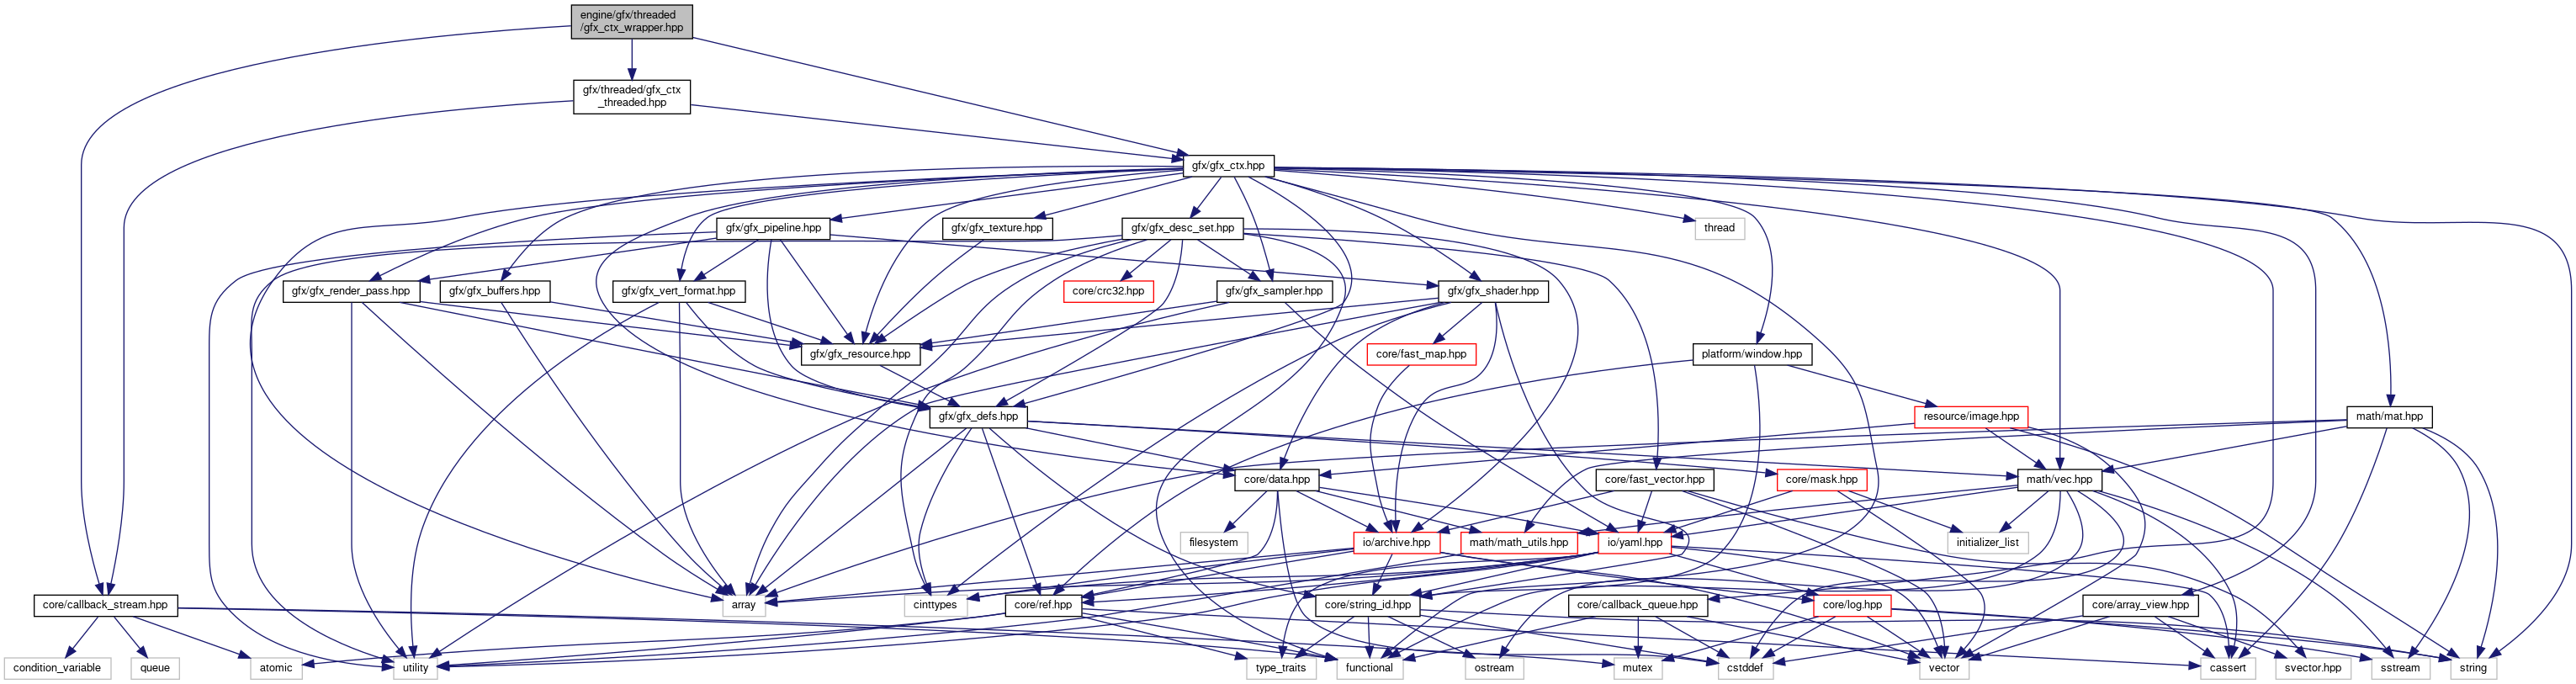 engine/gfx/threaded
/gfx_ctx_wrapper.hpp
gfx/threaded/gfx_ctx
_threaded.hpp
gfx/gfx_ctx.hpp
gfx/gfx_pipeline.hpp
gfx/gfx_texture.hpp
gfx/gfx_desc_set.hpp
thread
gfx/gfx_render_pass.hpp
gfx/gfx_buffers.hpp
gfx/gfx_vert_format.hpp
core/crc32.hpp
gfx/gfx_sampler.hpp
gfx/gfx_shader.hpp
gfx/gfx_resource.hpp
core/fast_map.hpp
platform/window.hpp
gfx/gfx_defs.hpp
resource/image.hpp
math/mat.hpp
core/data.hpp
core/fast_vector.hpp
core/mask.hpp
math/vec.hpp
filesystem
io/archive.hpp
math/math_utils.hpp
io/yaml.hpp
initializer_list
core/callback_stream.hpp
array
cinttypes
core/ref.hpp
core/string_id.hpp
core/callback_queue.hpp
core/log.hpp
core/array_view.hpp
condition_variable
queue
atomic
utility
type_traits
functional
ostream
mutex
cstddef
vector
cassert
svector.hpp
sstream
string